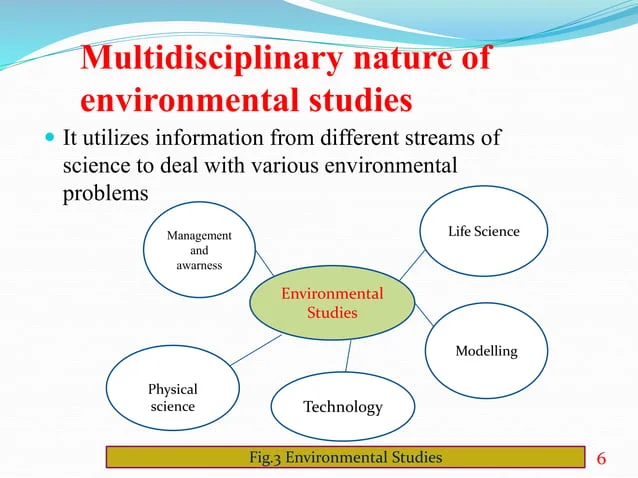 Multidisciplinary nature of
environmental studies
It utilizes information from different streams of
science to deal with various environmental
problems
Management
and
awarness
Life Science
Environmental
Studies
Modelling
Physical
science
Technology
Fig.3 Environmental Studies
6